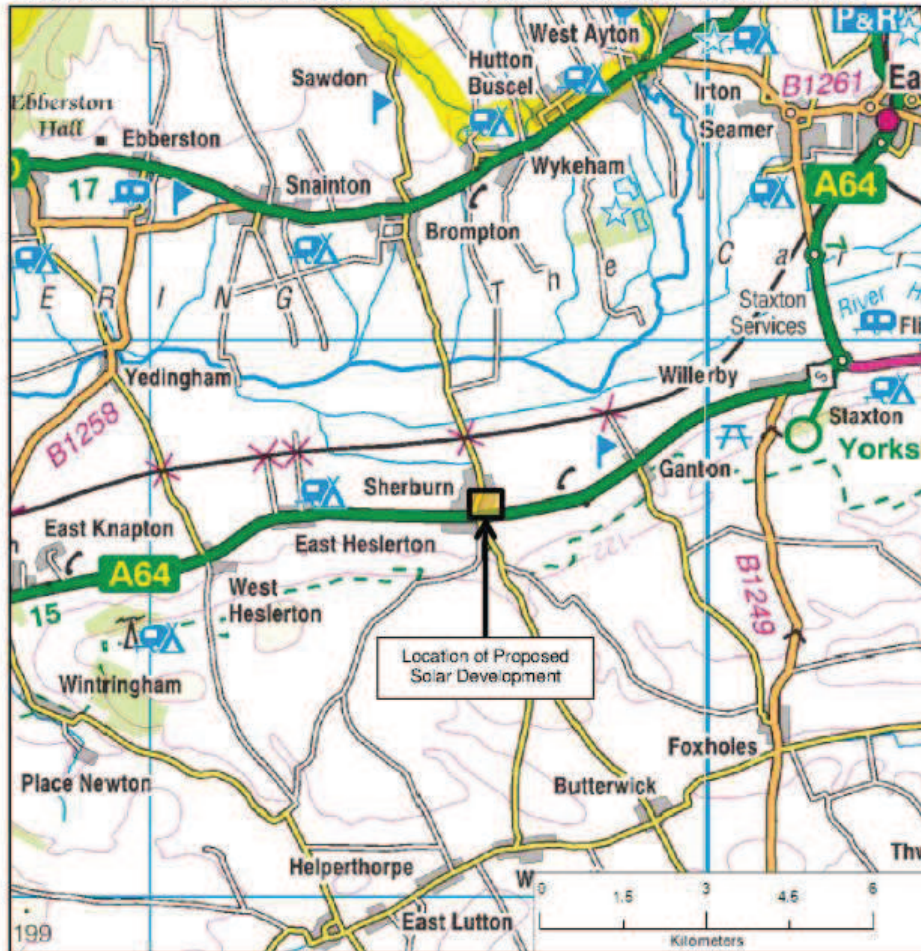 West Ayton
P&R
Hutton
Buscel
Sawdon
Irton
B1261
Ea
Ebberston
Hall
Ebberston
Seamer
Wykeham
17
Snainton
A64
Brompton
T h e C a r r
E R I N G
Staxton
Services
River
Fli
Yedingham
Willerby
S
Staxton
B1258
Yorks
Sherburn
Ganton
East Knapton
East Heslerton
122
A64
West
Heslerton
15
B1249
Location of Proposed
Solar Development
Wintringham
Foxholes
Place Newton
Butterwick
Helperthorpe
Thw
W
0 1.5 3 4.5 6
East Lutton
199
Kilometers